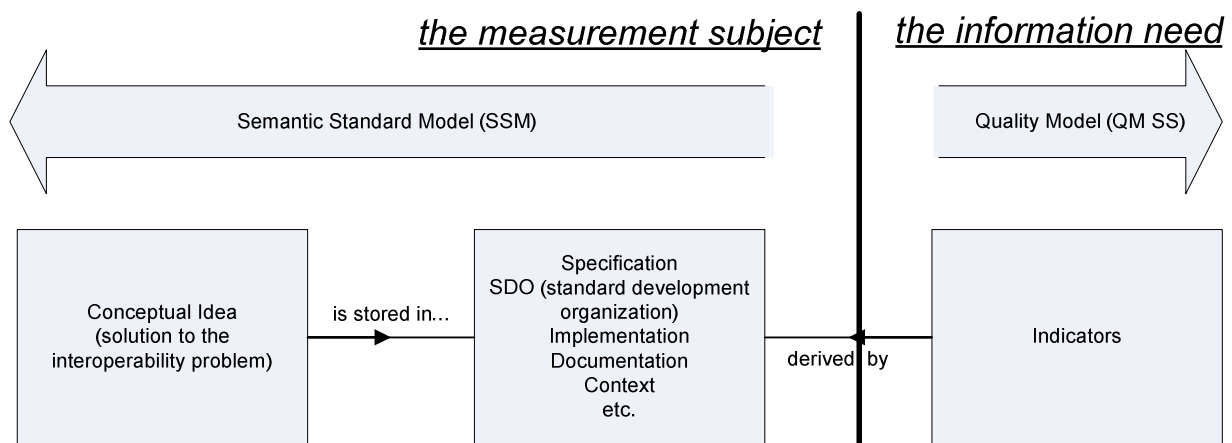 the measurement subject
the information need
Semantic Standard Model (SSM)
Quality Model (QM SS)
Conceptual Idea
(solution to the
interoperability problem)
is stored in...
Specification
SDO (standard development
organization)
Implementation
Documentation
Context
etc.
derived by
Indicators